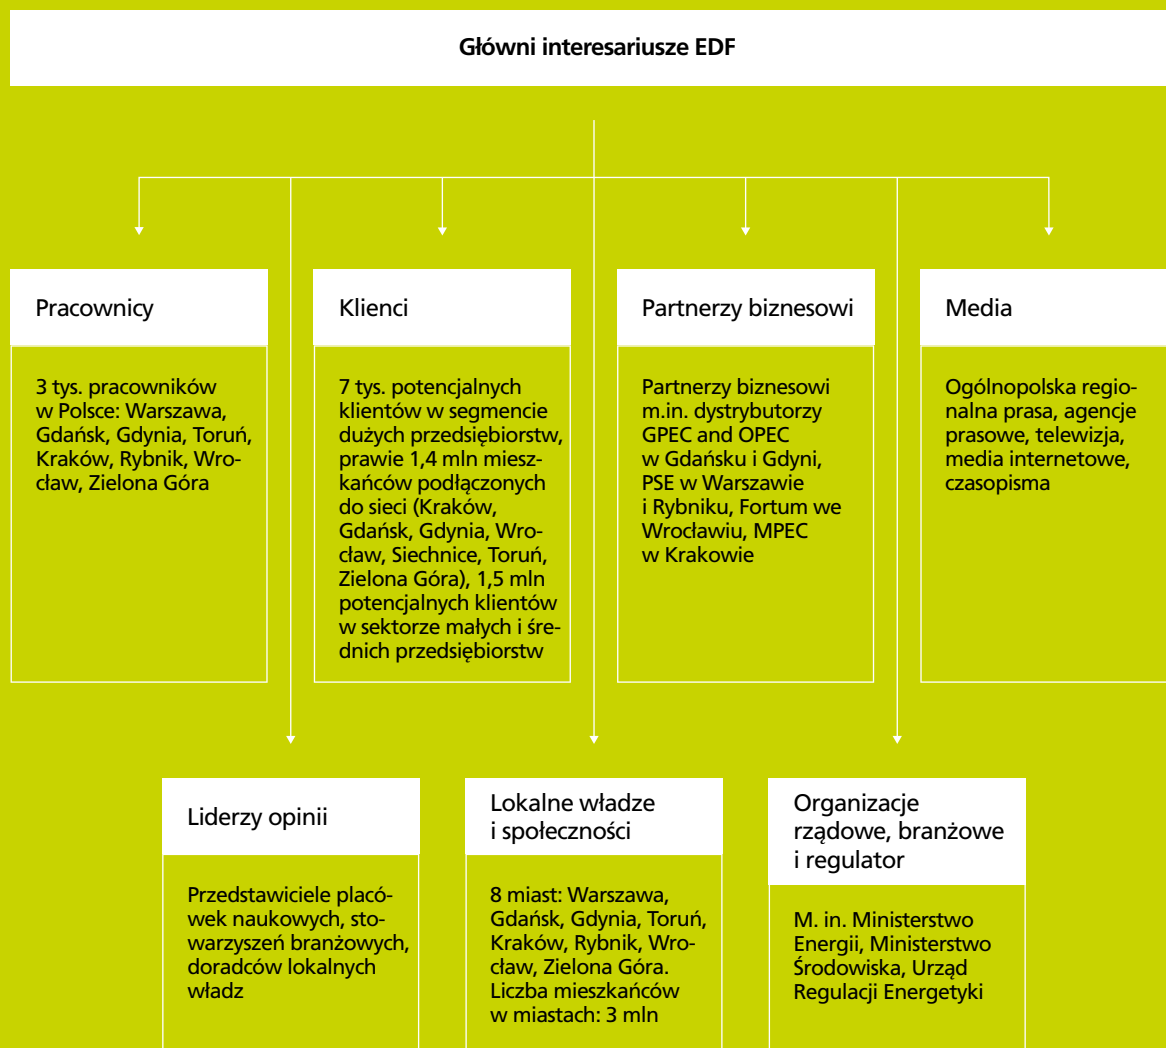 Główni interesariusze EDF
Pracownicy
3 tys. pracowników
w Polsce: Warszawa,
Gdańsk, Gdynia, Toruń,
Kraków, Rybnik, Wro-
cław, Zielona Góra
Klienci
7 tys. potencjalnych
klientów w segmencie
dużych przedsiębiorstw,
prawie 1,4 mln miesz-
kańców podłączonych
do sieci (Kraków,
Gdańsk, Gdynia, Wro-
cław, Siechnice, Toruń,
Zielona Góra), 1,5 mln
potencjalnych klientów
w sektorze małych i śre-
dnich przedsiębiorstw
Partnerzy biznesowi
Partnerzy biznesowi
m.in. dystrybutorzy
GPEC and OPEC
w Gdańsku i Gdyni,
PSE w Warszawie
i Rybniku, Fortum we
Wrocławiu, MPEC
w Krakowie
Media
Ogólnopolska regio-
nalna prasa, agencje
prasowe, telewizja,
media internetowe,
czasopisma
Liderzy opinii
Przedstawiciele placó-
wek naukowych, sto-
warzyszeń branżowych,
doradców lokalnych
władz
Lokalne władze
i społeczności
8 miast: Warszawa,
Gdańsk, Gdynia, Toruń,
Kraków, Rybnik, Wro-
cław, Zielona Góra.
Liczba mieszkańców
w miastach: 3 mln
Organizacje
rządowe, branżowe
i regulator
M. in. Ministerstwo
Energii, Ministerstwo
Środowiska, Urząd
Regulacji Energetyki